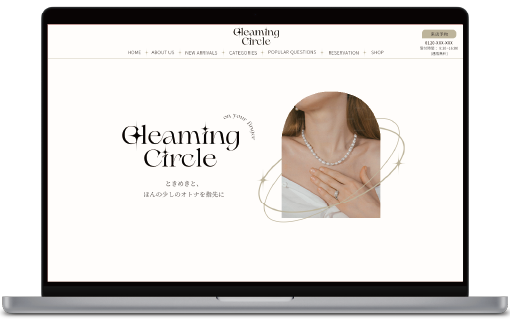 Gleaming
Circle
来店予約
0120-XXX-XXX
HOME
ABOUT US
NEW ARRIVALS
CATEGORIES
POPULAR QUESTIONS
RESERVATION
SHOP
on your finger
Gleaming
Circle
ときめきと、
ほんの少しのオトナを指先に